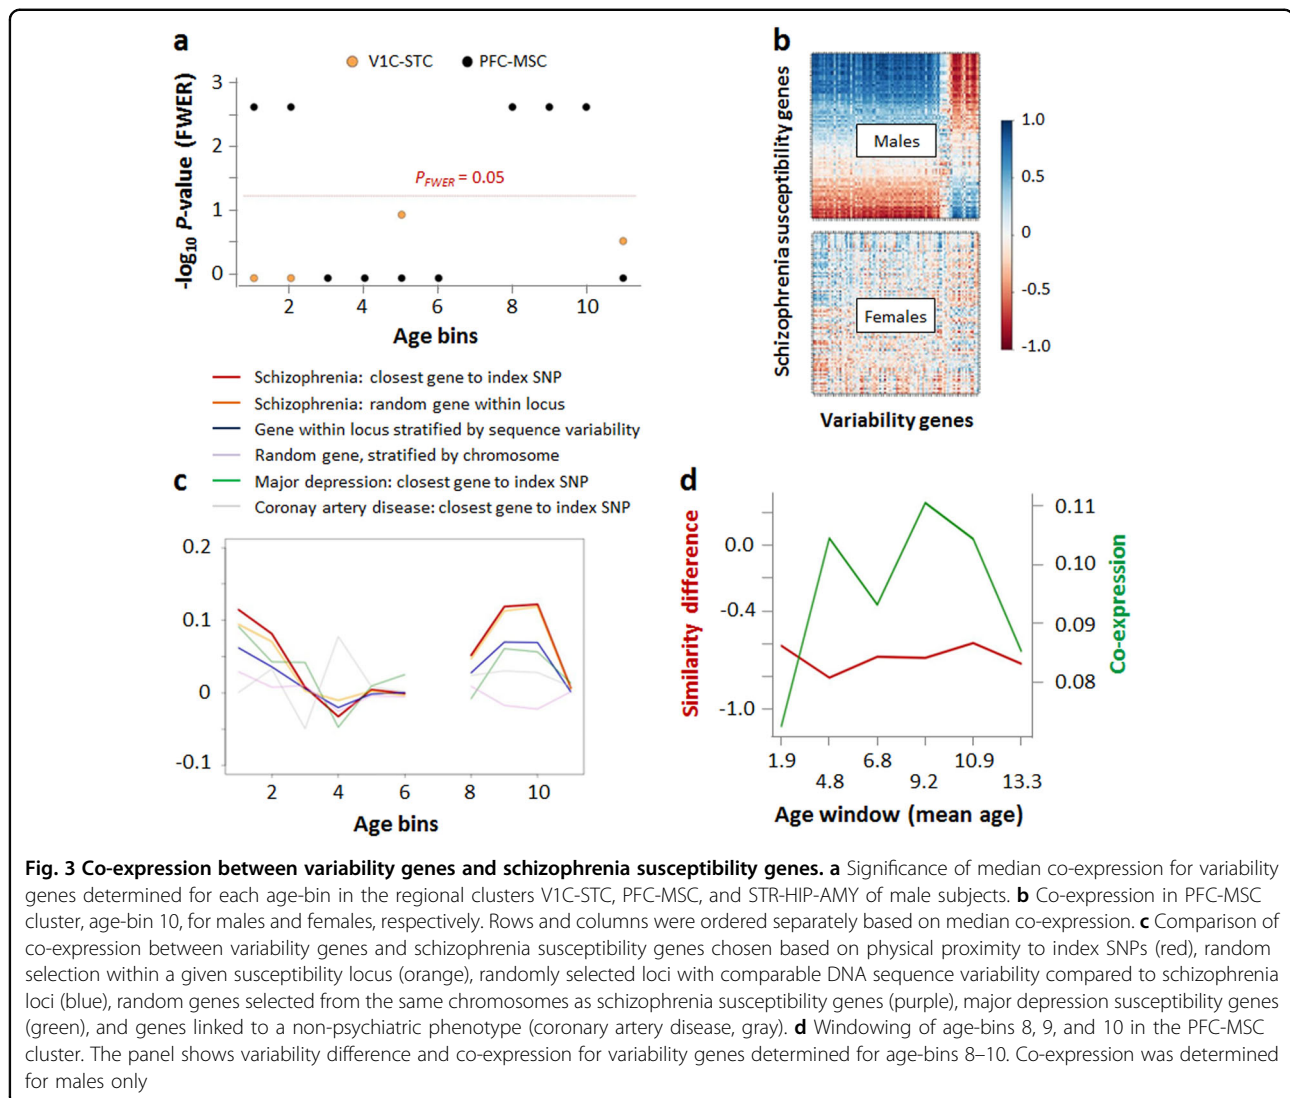 a
V1C-STC
PFC-MSC
3
2
1
0
-log10 P-value (FWER)
PFWER = 0.05
2
4
6
8
10
Age bins
b
Schizophrenia susceptibility genes
Males
Females
Variability genes
1.0
0.5
0
-0.5
-1.0
Schizophrenia: closest gene to index SNP
Schizophrenia: random gene within locus
Gene within locus stratified by sequence variability
Random gene, stratified by chromosome
Major depression: closest gene to index SNP
Coronay artery disease: closest gene to index SNP
c
0.2
0.1
0
-0.1
2
4
6
8
10
Age bins
d
Similarity difference
0.0
-0.4
-1.0
0.11
0.10
0.09
0.08
Co-expression
1.9
4.8
6.8
9.2
10.9
13.3
Age window (mean age)
Fig. 3 Co-expression between variability genes and schizophrenia susceptibility genes. a Significance of median co-expression for variability
genes determined for each age-bin in the regional clusters V1C-STC, PFC-MSC, and STR-HIP-AMY of male subjects. b Co-expression in PFC-MSC
cluster, age-bin 10, for males and females, respectively. Rows and columns were ordered separately based on median co-expression. c Comparison of
co-expression between variability genes and schizophrenia susceptibility genes chosen based on physical proximity to index SNPs (red), random
selection within a given susceptibility locus (orange), randomly selected loci with comparable DNA sequence variability compared to schizophrenia
loci (blue), random genes selected from the same chromosomes as schizophrenia susceptibility genes (purple), major depression susceptibility genes
(green), and genes linked to a non-psychiatric phenotype (coronary artery disease, gray). d Windowing of age-bins 8, 9, and 10 in the PFC-MSC
cluster. The panel shows variability difference and co-expression for variability genes determined for age-bins 8–10. Co-expression was determined
for males only